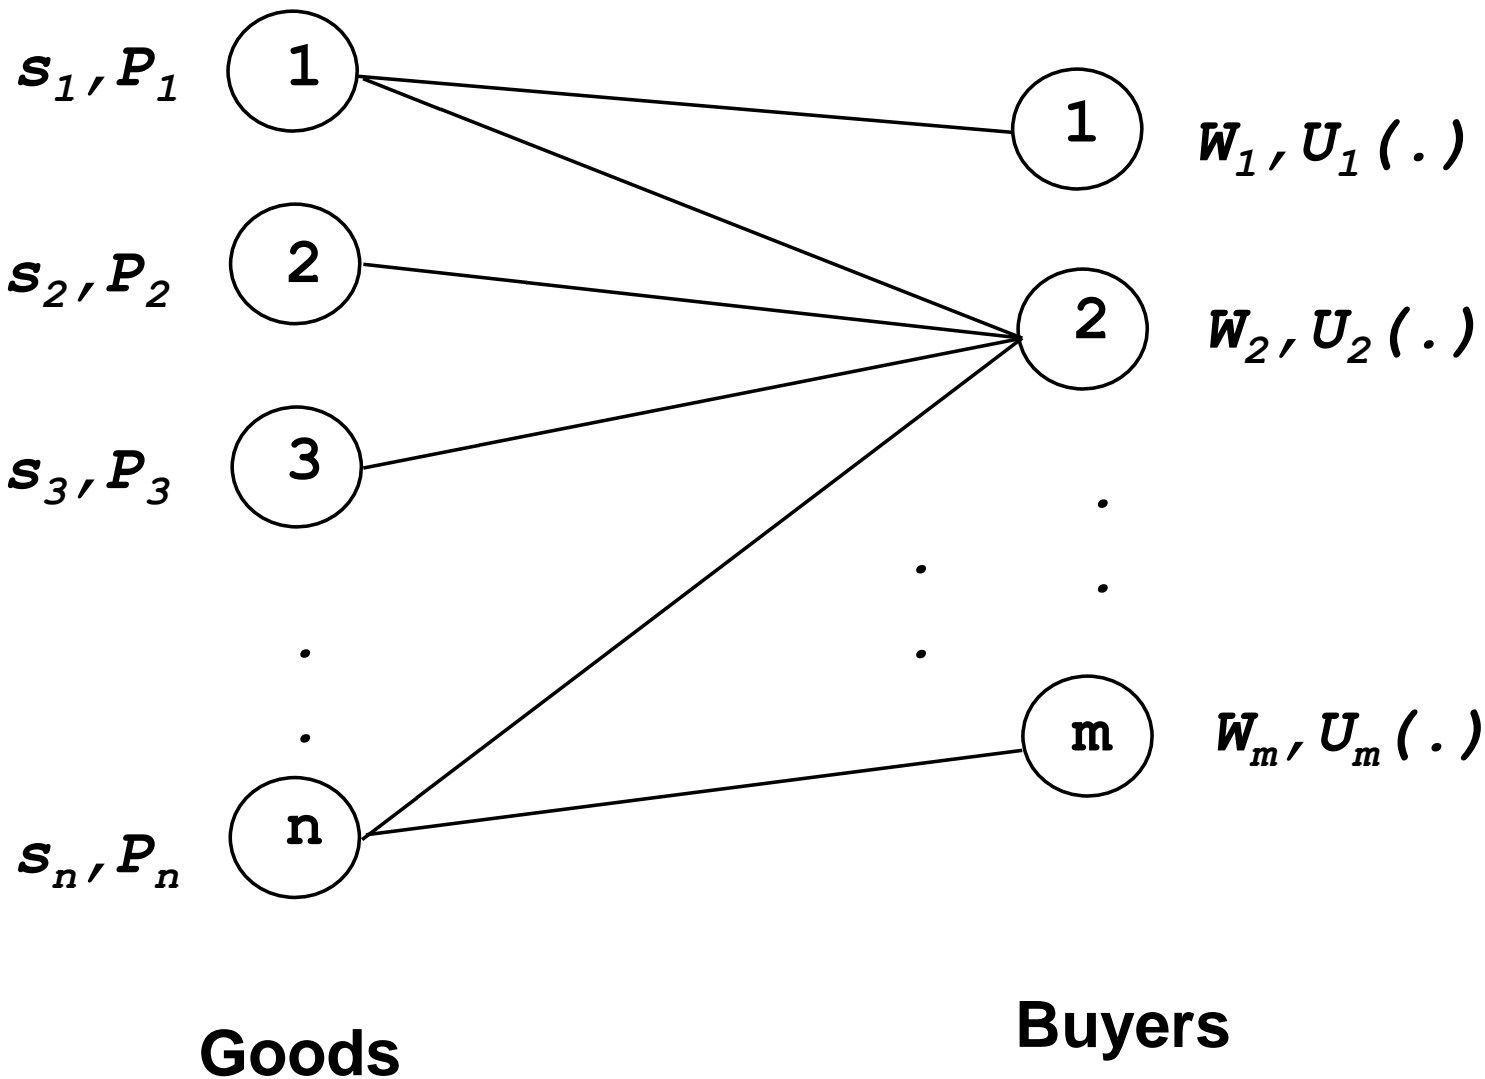 s1,P1 1
1 W1,U1(.)
s2,P2 2
2 W2,U2(.)
s3,P3 3
.
.
.
.
.
.
m Wm,Um(.)
n
sn,Pn
Buyers
Goods